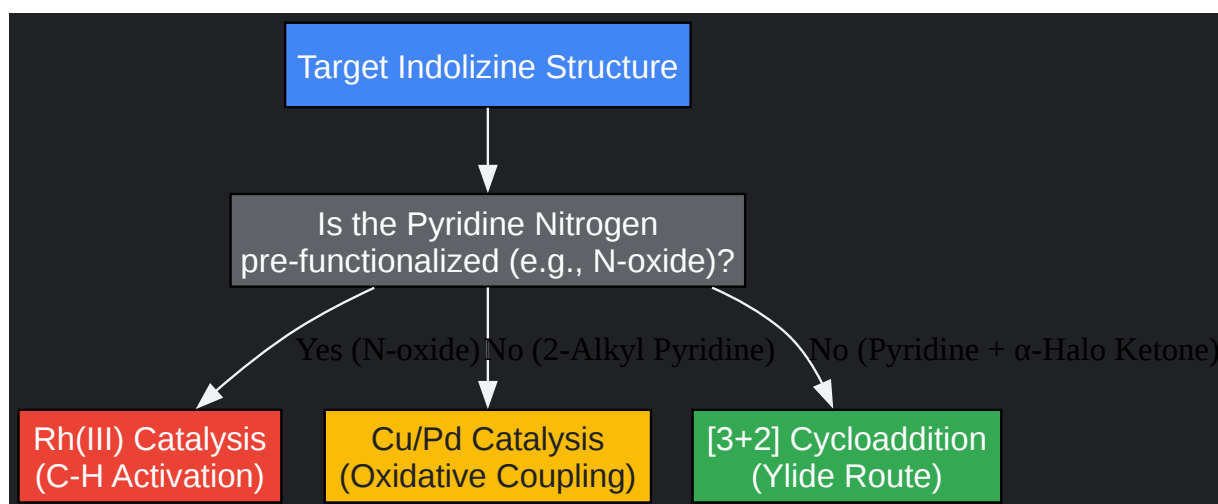 Target Indolizine Structure
Is the Pyridine Nitrogen
pre-functionalized (e.g., N-oxide)?
Yes (N-oxide)
No (2-Alkyl Pyridine)
No (Pyridine + α-Halo Ketone)
Rh(III) Catalysis
(C-H Activation)
Cu/Pd Catalysis
(Oxidative Coupling)
[3+2] Cycloaddition
(Ylide Route)